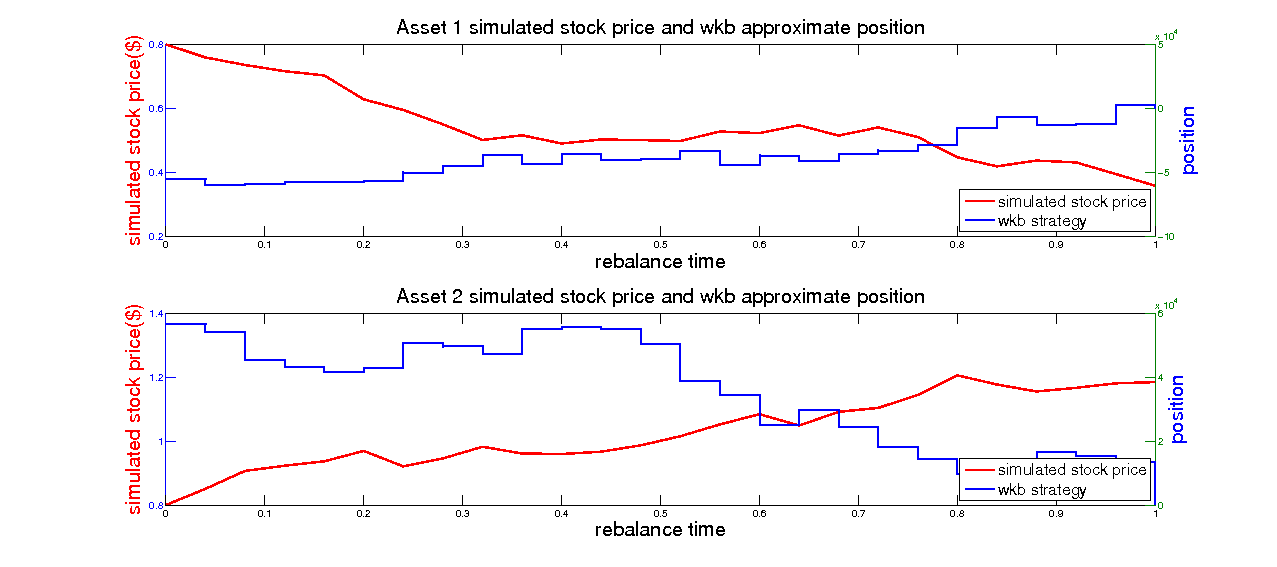 Asset 1 simulated stock price and wkb approximate position
x 10^4
simulated stock price($)
0.8
0.6
0.4
0.2
5
0
-5
-10
position
simulated stock price
wkb strategy
0 0.1 0.2 0.3 0.4 0.5 0.6 0.7 0.8 0.9 1
rebalance time
Asset 2 simulated stock price and wkb approximate position
x 10^4
simulated stock price($)
1.4
1.2
1
0.8
6
4
2
0
position
simulated stock price
wkb strategy
0 0.1 0.2 0.3 0.4 0.5 0.6 0.7 0.8 0.9 1
rebalance time